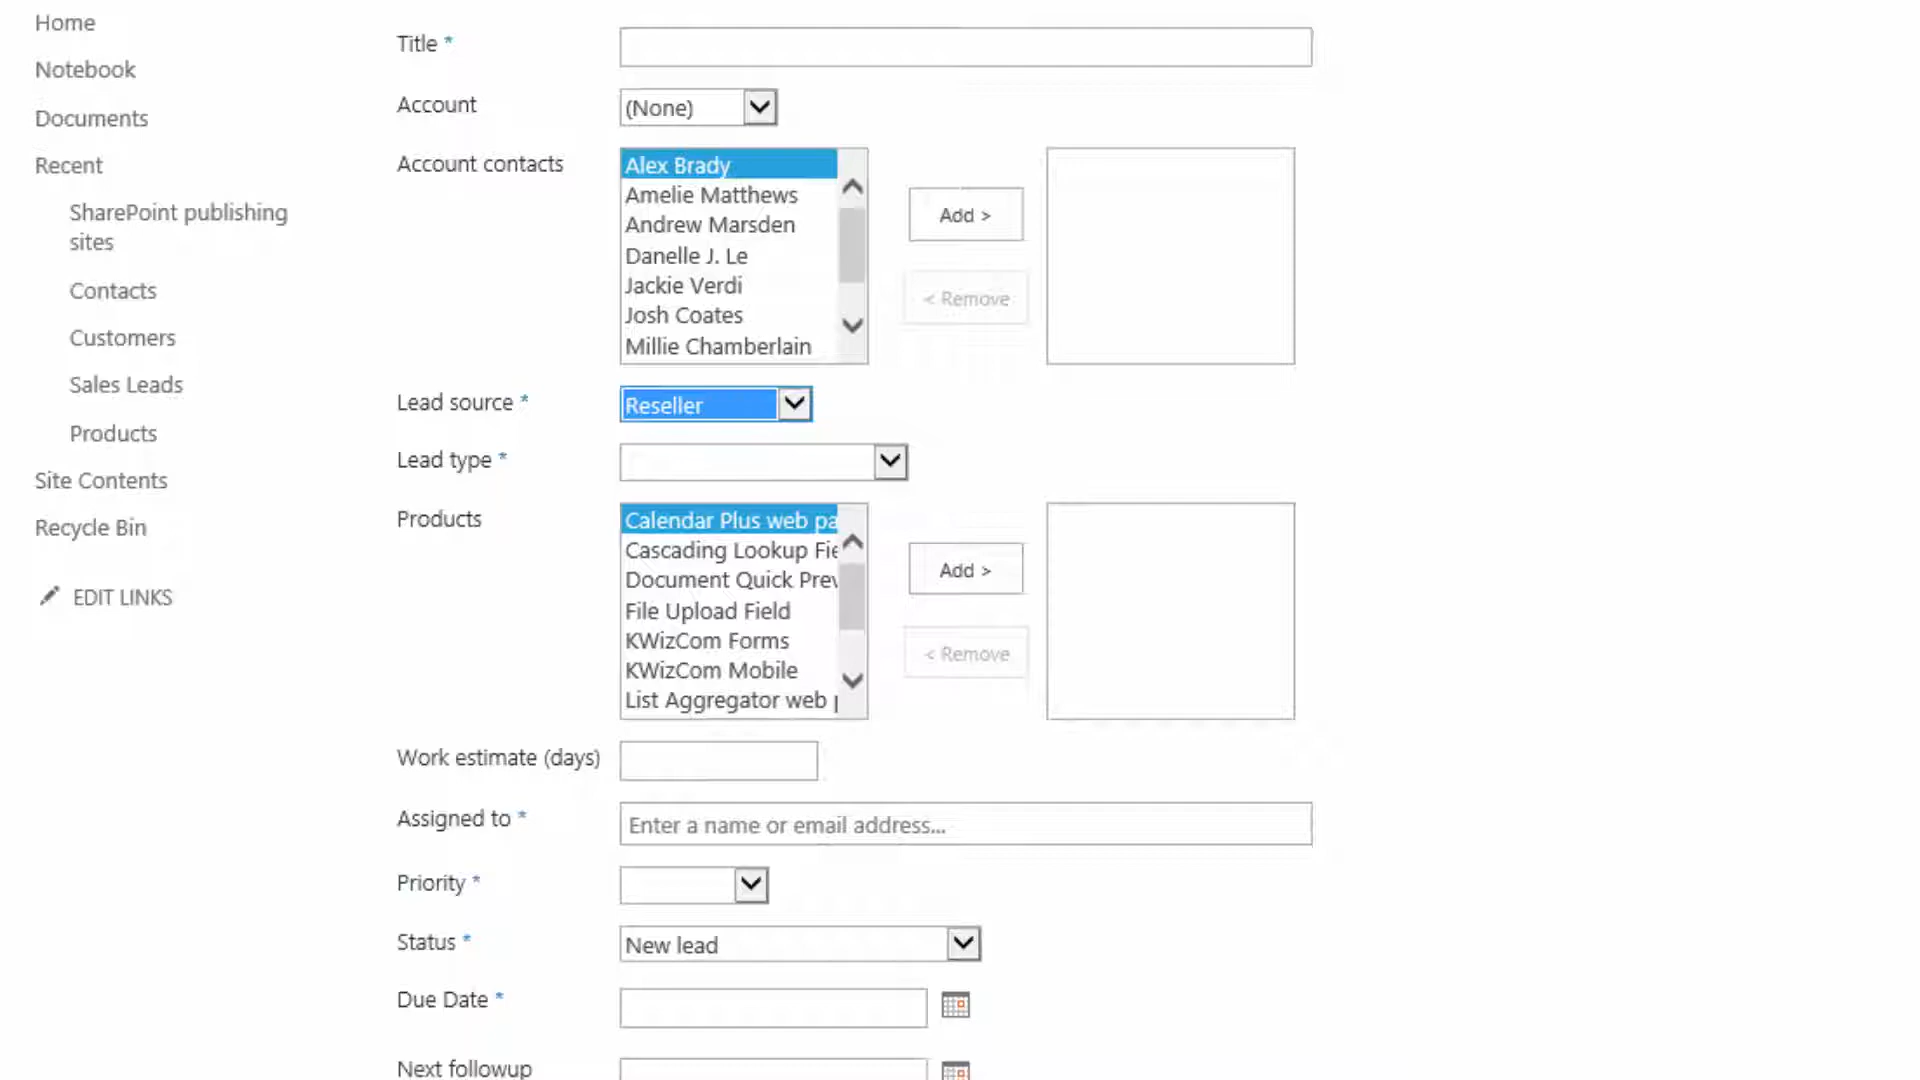 Home
Notebook
Documents
Recent
SharePoint publishing
sites
Contacts
Customers
Sales Leads
Products
Site Contents
Recycle Bin
EDIT LINKS
Title *
Account
(None)
Account contacts
Alex Brady
Amelie Matthews
Andrew Marsden
Danelle J. Le
Jackie Verdi
Josh Coates
Millie Chamberlain
Add >
< Remove
Lead source *
Reseller
Lead type *
Products
Calendar Plus web pa
Cascading Lookup Fie
Document Quick Prev
File Upload Field
KWizCom Forms
KWizCom Mobile
List Aggregator web p
Add >
< Remove
Work estimate (days)
Assigned to *
Enter a name or email address...
Priority *
Status *
New lead
Due Date *
Next followup